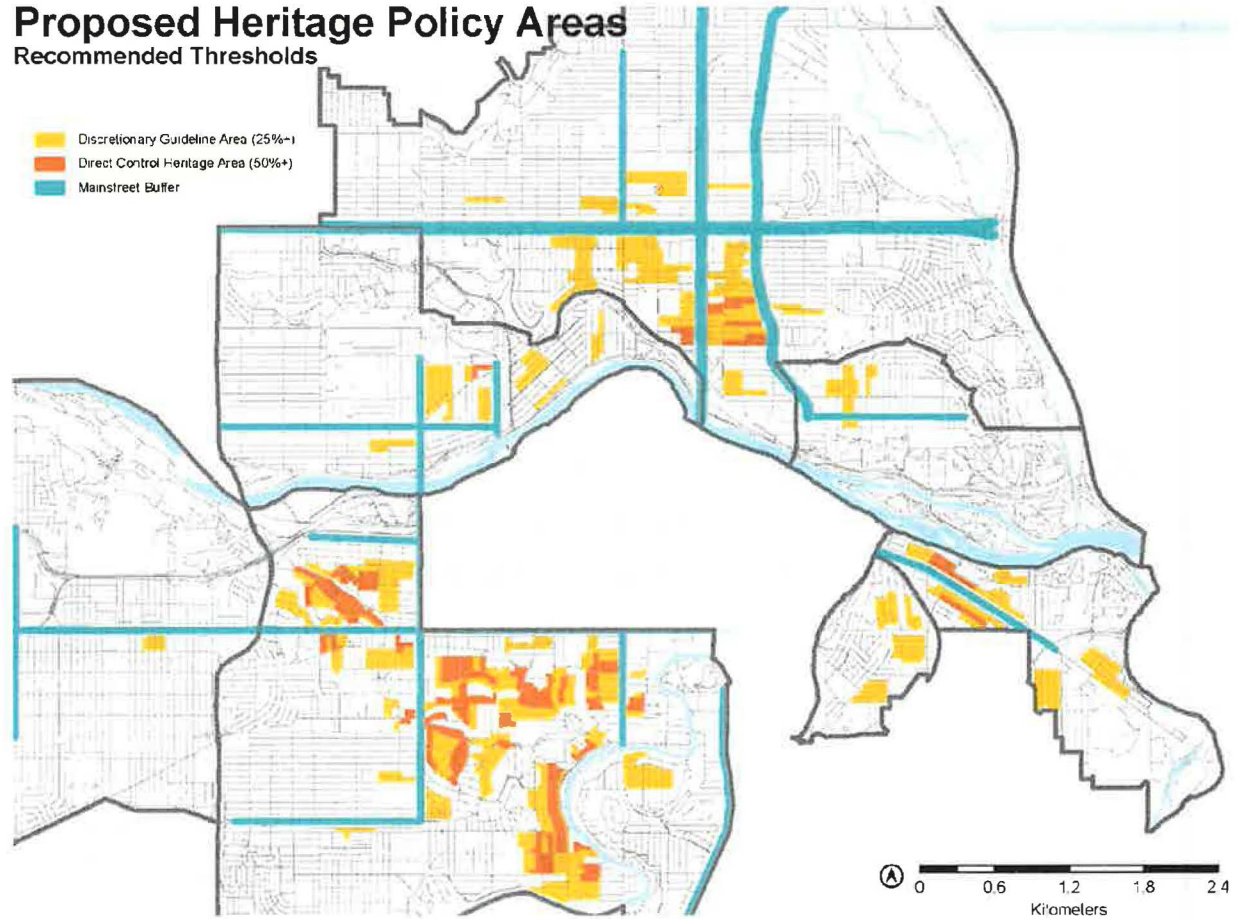 Proposed Heritage Policy Areas
Recommended Thresholds
Discretionary Guideline Area (25%+)
Direct Control Heritage Area (50%+)
Mainstreet Buffer
0 0.6 1.2 1.8 2.4
Kilometers